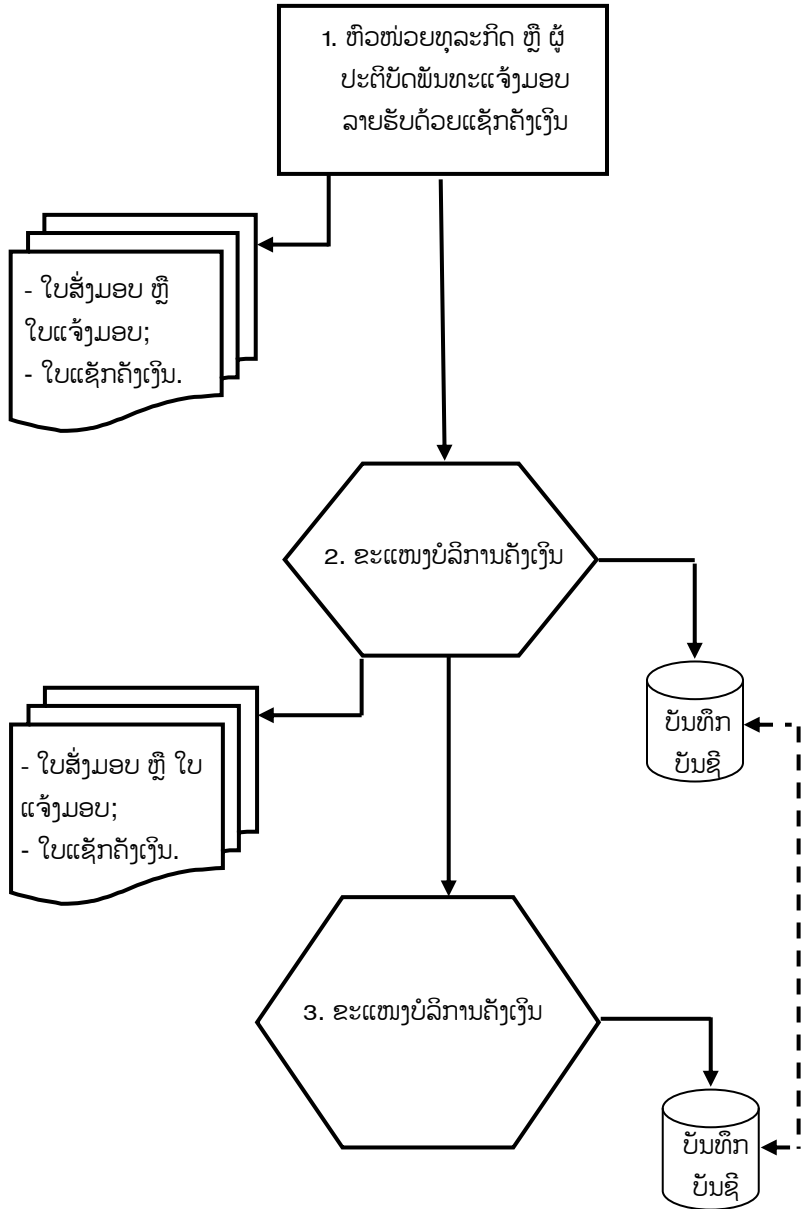 1. ຫົວໜ່ວຍທຸລະກິດ ຫຼື ຜູ້
ປະຕິບັດພັນທະແຈ້ງມອບ
ລາຍຮັບດ້ວຍແຊັກຄັງເງິນ
- ໃບສັ່ງມອບ ຫຼື
ໃບແຈ້ງມອບ;
- ໃບແຊັກຄັງເງິນ.
2. ຂະແໜງບໍລິການຄັງເງິນ
ບັນທຶກ
ບັນຊີ
- ໃບສັ່ງມອບ ຫຼື ໃບ
ແຈ້ງມອບ;
- ໃບແຊັກຄັງເງິນ.
3. ຂະແໜງບໍລິການຄັງເງິນ
ບັນທຶກ
ບັນຊີ